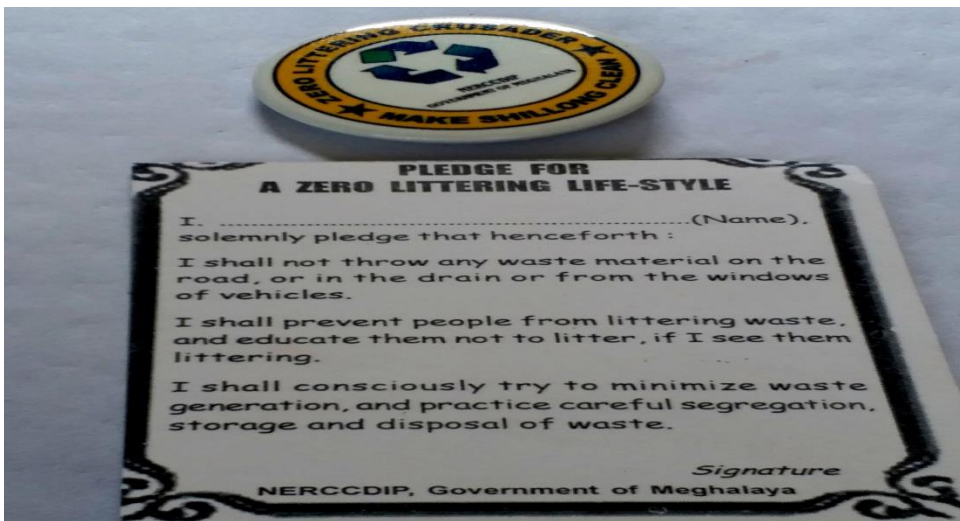 ZERO LITTERING CRUSADER
NERCCDIP
GOVERNMENT OF MEGHALAYA
MAKE SHILLONG CLEAN
PLEDGE FOR
A ZERO LITTERING LIFE-STYLE
I. ......................................................(Name),
solemnly pledge that henceforth :
I shall not throw any waste material on the
road, or in the drain or from the windows
of vehicles.
I shall prevent people from littering waste,
and educate them not to litter, if I see them
littering.
I shall consciously try to minimize waste
generation, and practice careful segregation,
storage and disposal of waste.
Signature
NERCCDIP, Government of Meghalaya